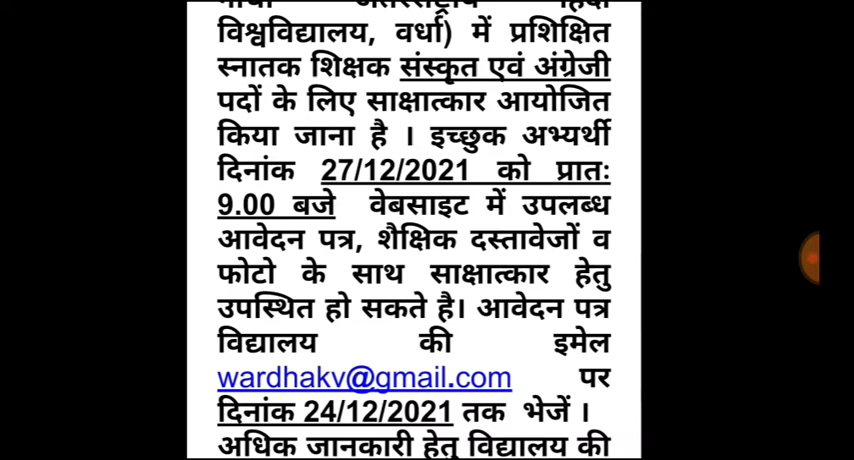 गांधी अंतरराष्ट्रीय हिंदी
विश्वविद्यालय, वर्धा) में प्रशिक्षित
स्नातक शिक्षक संस्कृत एवं अंग्रेजी
पदों के लिए साक्षात्कार आयोजित
किया जाना है । इच्छुक अभ्यर्थी
दिनांक 27/12/2021 को प्रातः
9.00 बजे वेबसाइट में उपलब्ध
आवेदन पत्र, शैक्षिक दस्तावेजों व
फोटो के साथ साक्षात्कार हेतु
उपस्थित हो सकते है। आवेदन पत्र
विद्यालय की इमेल
wardhakv@gmail.com पर
दिनांक 24/12/2021 तक भेजें ।
अधिक जानकारी हेतु विद्यालय की